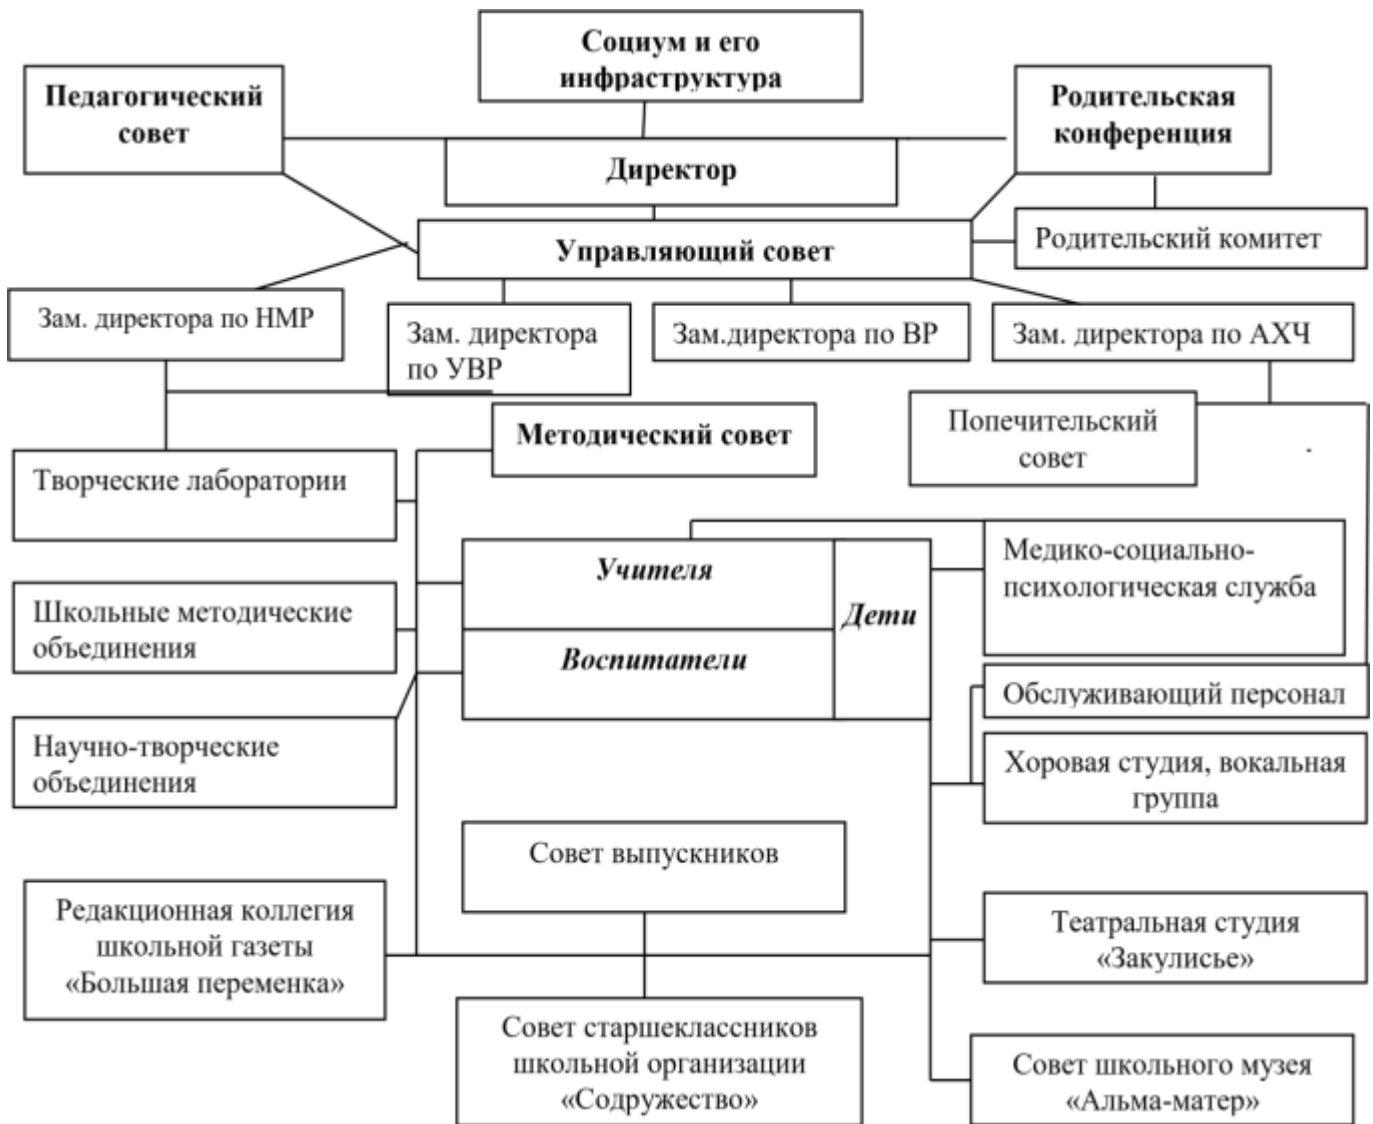 Социум и его
инфраструктура
Педагогический
совет
Родительская
конференция
Директор
Управляющий совет
Родительский комитет
Зам. директора по НМР
Зам. директора
по УВР
Зам.директора по ВР
Зам. директора по АХЧ
Методический совет
Попечительский
совет
Творческие лаборатории
Учителя
Воспитатели
Дети
Медико-социально-
психологическая служба
Школьные методические
объединения
Обслуживающий персонал
Научно-творческие
объединения
Хоровая студия, вокальная
группа
Совет выпускников
Редакционная коллегия
школьной газеты
«Большая переменка»
Театральная студия
«Закулисье»
Совет старшеклассников
школьной организации
«Содружество»
Совет школьного музея
«Альма-матер»